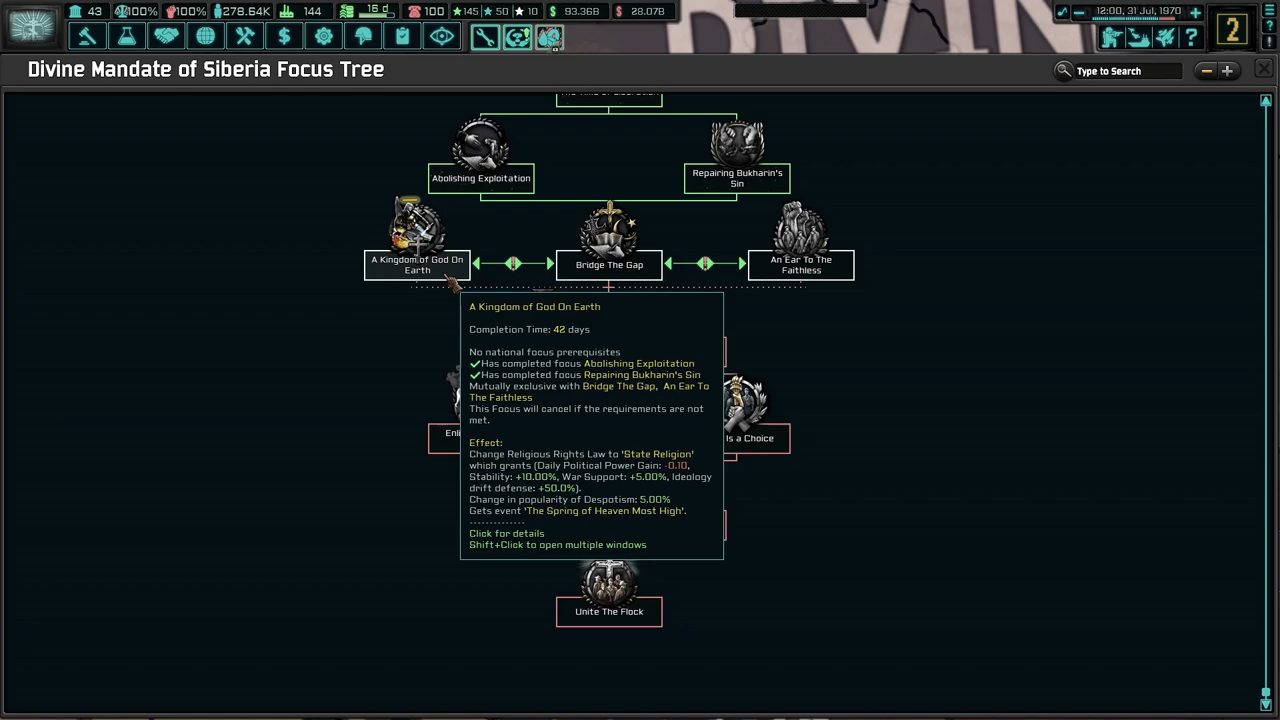 43 100% 100% 278.64K 144 15 d 100 145 50 10 $ 93.36B $ 28.07B 12:00, 31 Jul, 1970 2
Divine Mandate of Siberia Focus Tree
Type to Search
Abolishing Exploitation
Repairing Bukharin's
Sin
A Kingdom of God On
Earth
Bridge The Gap
An Ear To The
Faithless
A Kingdom of God On Earth
Completion Time: 42 days
No national focus prerequisites
Has completed focus Abolishing Exploitation
Has completed focus Repairing Bukharin's Sin
Mutually exclusive with Bridge The Gap, An Ear To
The Faithless
This Focus will cancel if the requirements are not
met.
Effect:
Change Religious Rights Law to 'State Religion'
which grants (Daily Political Power Gain: -0.10,
Stability: +10.00%, War Support: +5.00%, Ideology
drift defense: +50.0%).
Change in popularity of Despotism: 5.00%
Gets event 'The Spring of Heaven Most High'.
--------------
Click for details
Shift+Click to open multiple windows
Is a Choice
Unite The Flock